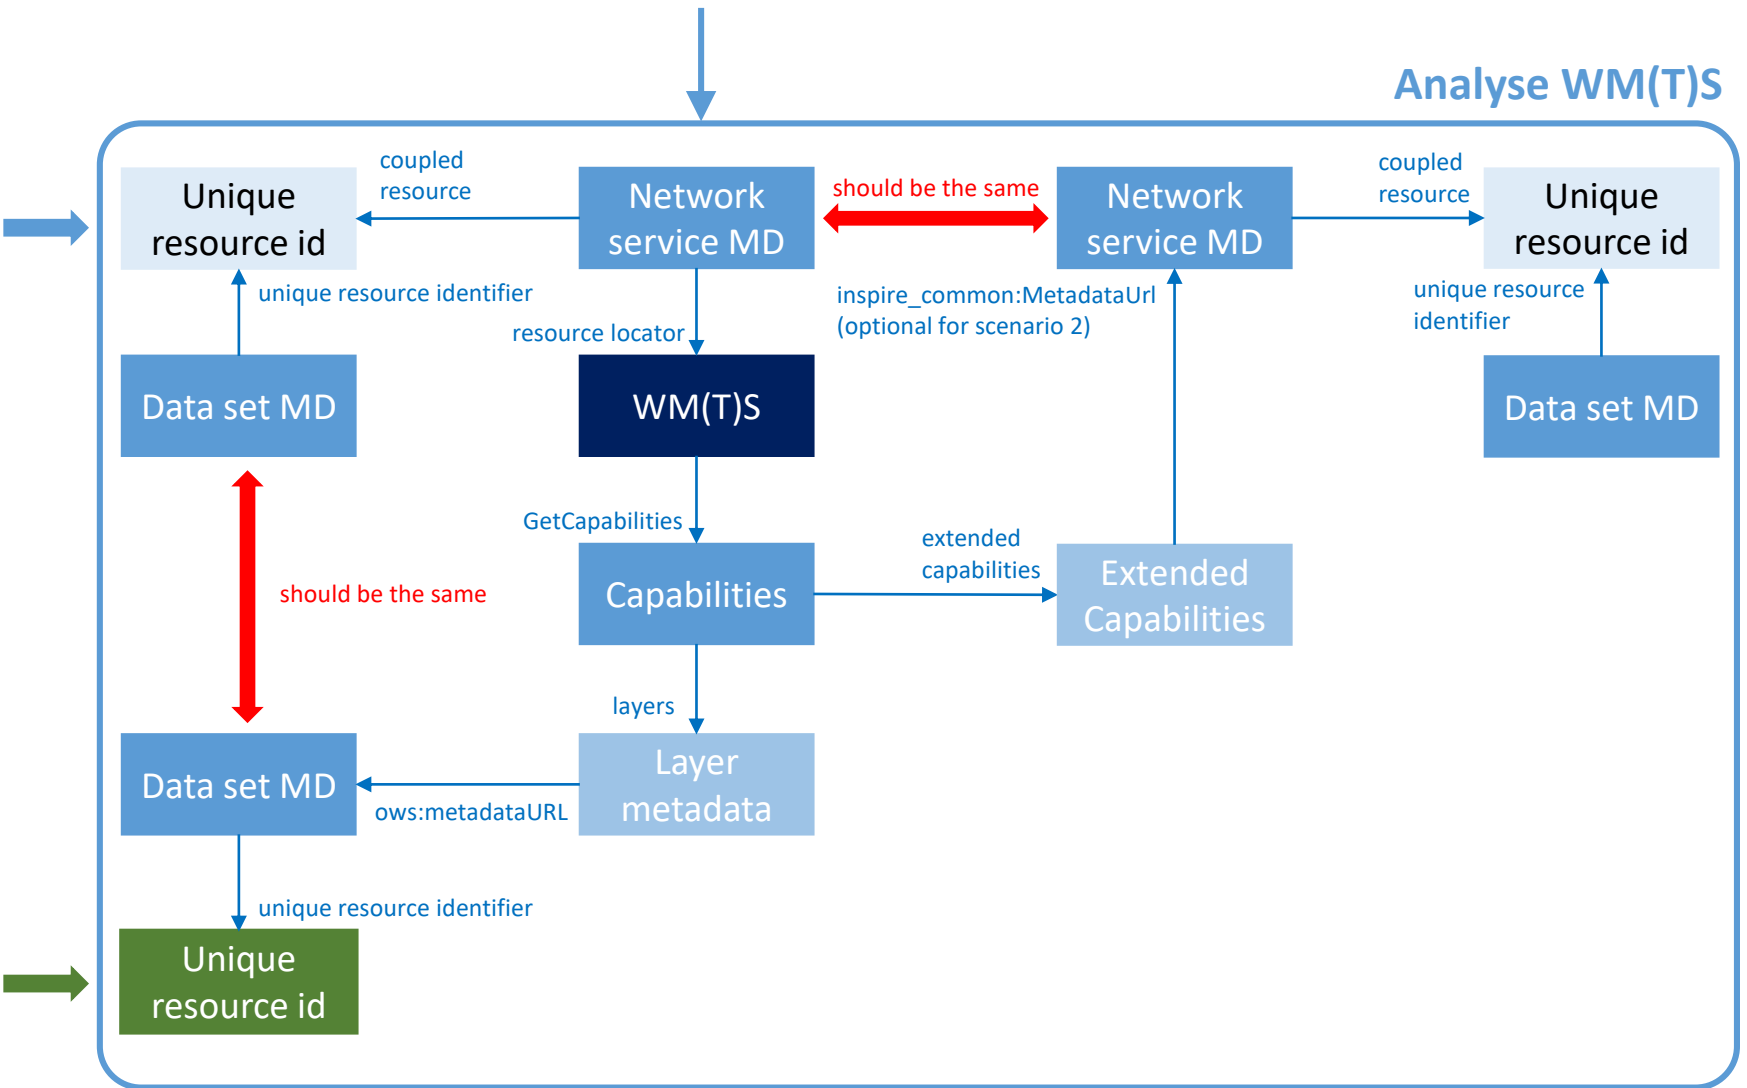 Analyse WM(T)S
Unique
resource id
coupled
resource
Network
service MD
should be the same
Network
service MD
coupled
resource
Unique
resource id
unique resource identifier
resource locator
inspire_common:MetadataUrl
(optional for scenario 2)
unique resource
identifier
Data set MD
WM(T)S
Data set MD
GetCapabilities
should be the same
Capabilities
extended
capabilities
Extended
Capabilities
layers
Data set MD
ows:metadataURL
Layer
metadata
unique resource identifier
Unique
resource id